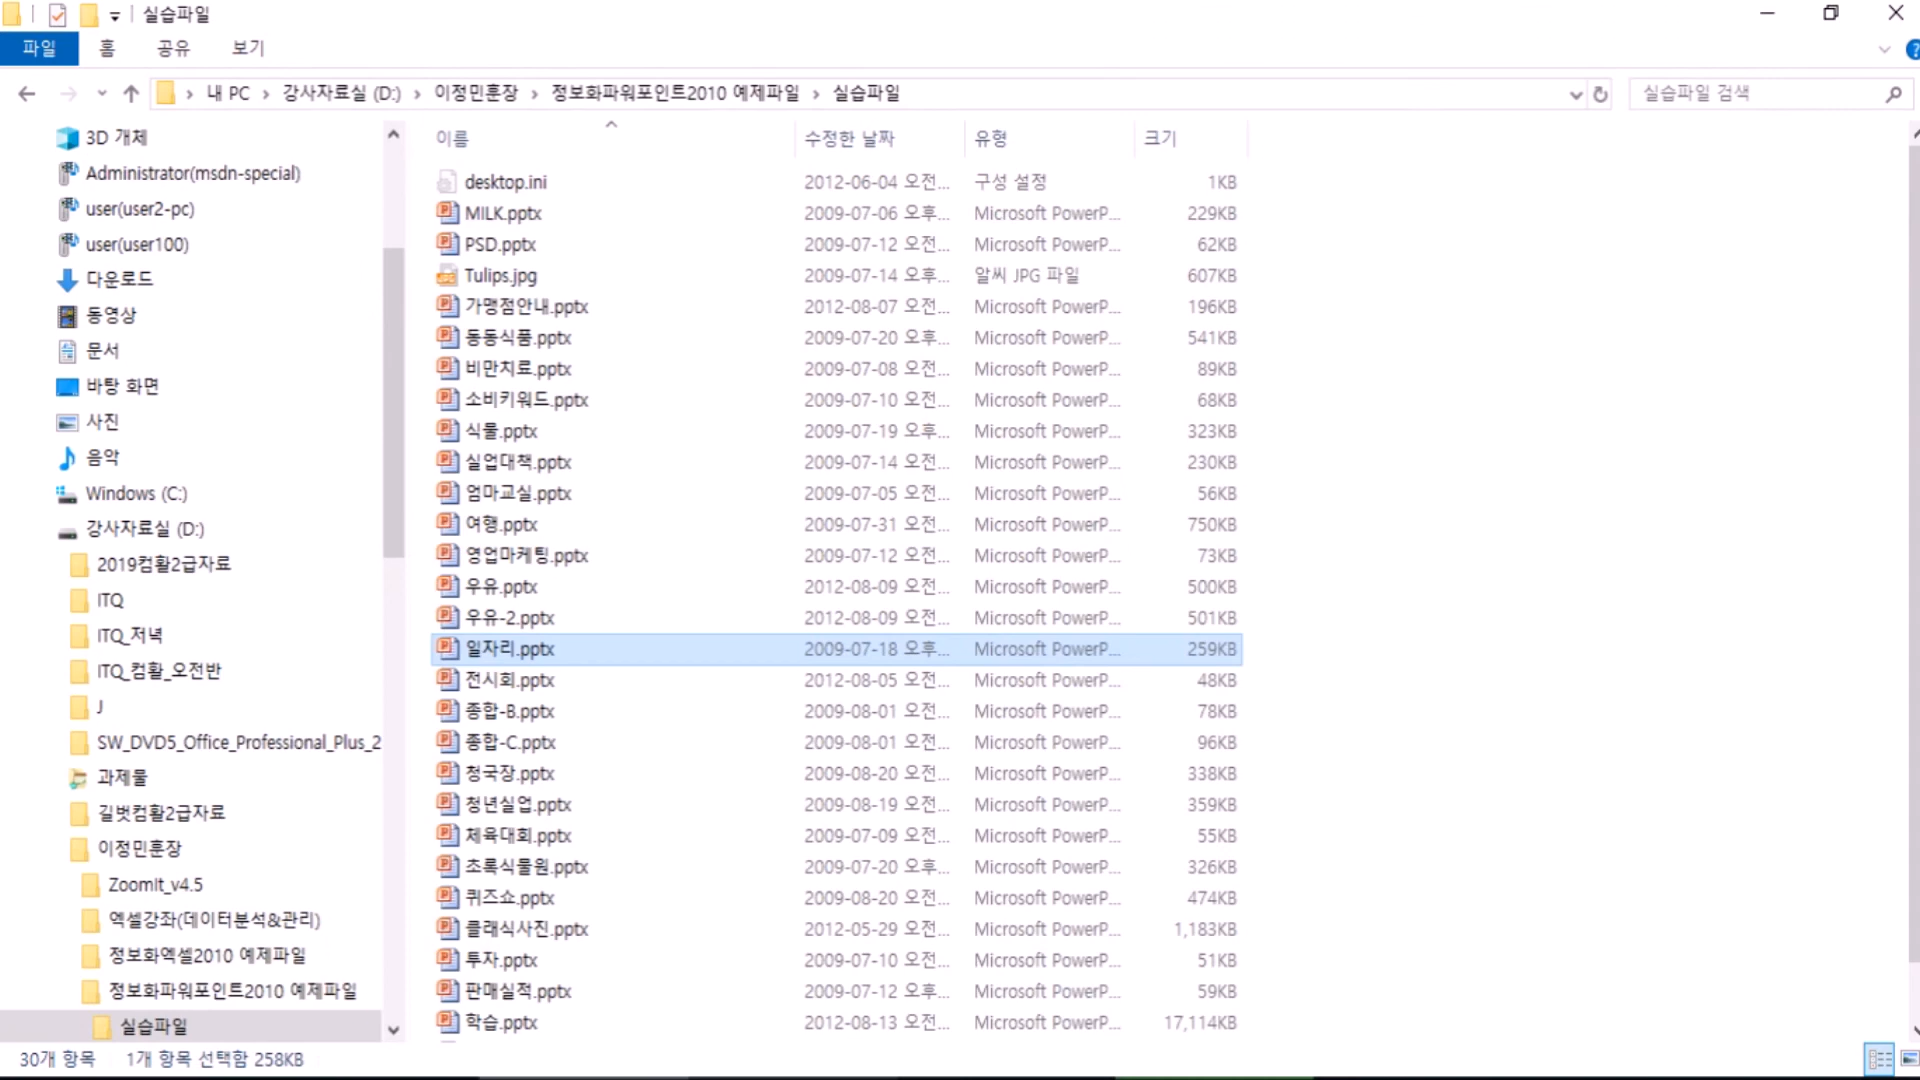 실습파일
파일 홈 공유 보기
내 PC 강사자료실 (D:) 이정민훈장 정보화파워포인트2010 예제파일 실습파일
실습파일 검색
3D 개체
Administrator(msdn-special)
user(user2-pc)
user(user100)
다운로드
동영상
문서
바탕 화면
사진
음악
Windows (C:)
강사자료실 (D:)
2019컴활2급자료
ITQ
ITQ_저녁
ITQ_컴활_오전반
J
SW_DVD5_Office_Professional_Plus_2
과제물
길벗컴활2급자료
이정민훈장
ZoomIt_v4.5
엑셀강좌(데이터분석&관리)
정보화엑셀2010 예제파일
정보화파워포인트2010 예제파일
실습파일
이름 수정한 날짜 유형 크기
desktop.ini 2012-06-04 오전... 구성 설정 1KB
MILK.pptx 2009-07-06 오후... Microsoft PowerP... 229KB
PSD.pptx 2009-07-12 오전... Microsoft PowerP... 62KB
Tulips.jpg 2009-07-14 오후... 알씨 JPG 파일 607KB
가맹점안내.pptx 2012-08-07 오전... Microsoft PowerP... 196KB
동동식품.pptx 2009-07-20 오후... Microsoft PowerP... 541KB
비만치료.pptx 2009-07-08 오전... Microsoft PowerP... 89KB
소비키워드.pptx 2009-07-10 오전... Microsoft PowerP... 68KB
식물.pptx 2009-07-19 오후... Microsoft PowerP... 323KB
실업대책.pptx 2009-07-14 오전... Microsoft PowerP... 230KB
엄마교실.pptx 2009-07-05 오전... Microsoft PowerP... 56KB
여행.pptx 2009-07-31 오전... Microsoft PowerP... 750KB
영업마케팅.pptx 2009-07-12 오전... Microsoft PowerP... 73KB
우유.pptx 2012-08-09 오전... Microsoft PowerP... 500KB
우유-2.pptx 2012-08-09 오전... Microsoft PowerP... 501KB
일자리.pptx 2009-07-18 오후... Microsoft PowerP... 259KB
전시회.pptx 2012-08-05 오전... Microsoft PowerP... 48KB
종합-B.pptx 2009-08-01 오전... Microsoft PowerP... 78KB
종합-C.pptx 2009-08-01 오전... Microsoft PowerP... 96KB
청국장.pptx 2009-08-20 오전... Microsoft PowerP... 338KB
청년실업.pptx 2009-08-19 오전... Microsoft PowerP... 359KB
체육대회.pptx 2009-07-09 오전... Microsoft PowerP... 55KB
초록식물원.pptx 2009-07-20 오후... Microsoft PowerP... 326KB
퀴즈쇼.pptx 2009-08-20 오전... Microsoft PowerP... 474KB
클래식사진.pptx 2012-05-29 오전... Microsoft PowerP... 1,183KB
투자.pptx 2009-07-10 오전... Microsoft PowerP... 51KB
판매실적.pptx 2009-07-12 오전... Microsoft PowerP... 59KB
학습.pptx 2012-08-13 오전... Microsoft PowerP... 17,114KB
30개 항목 1개 항목 선택함 258KB